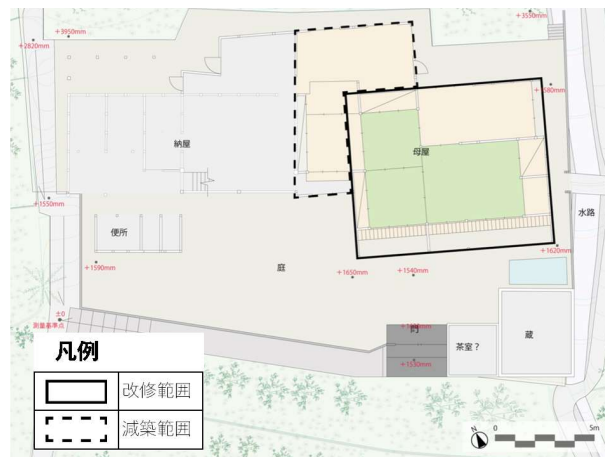 +3950mm
+2820mm
+3550mm
+1580mm
納屋
母屋
+1550mm
水路
便所
+1590mm
庭
+1650mm
+1540mm
+1620mm
±0
測量基準点
茶室？
蔵
+1530mm
凡例
改修範囲
減築範囲
N
0
5m